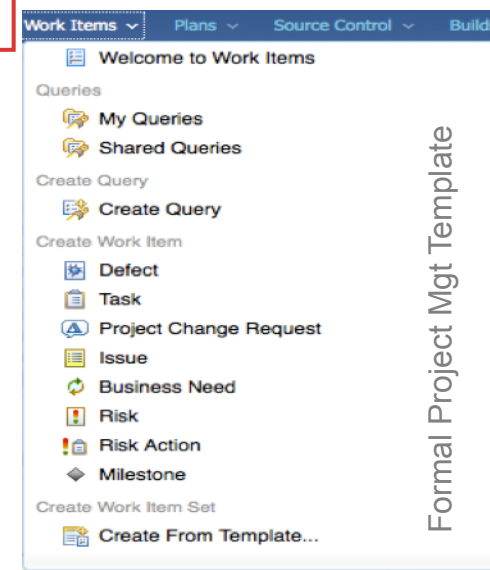 Work Items Plans Source Control Build
Welcome to Work Items
Queries
My Queries
Shared Queries
Create Query
Create Query
Create Work Item
Defect
Task
Project Change Request
Issue
Business Need
Risk
Risk Action
Milestone
Create Work Item Set
Create From Template...
Formal Project Mgt Template